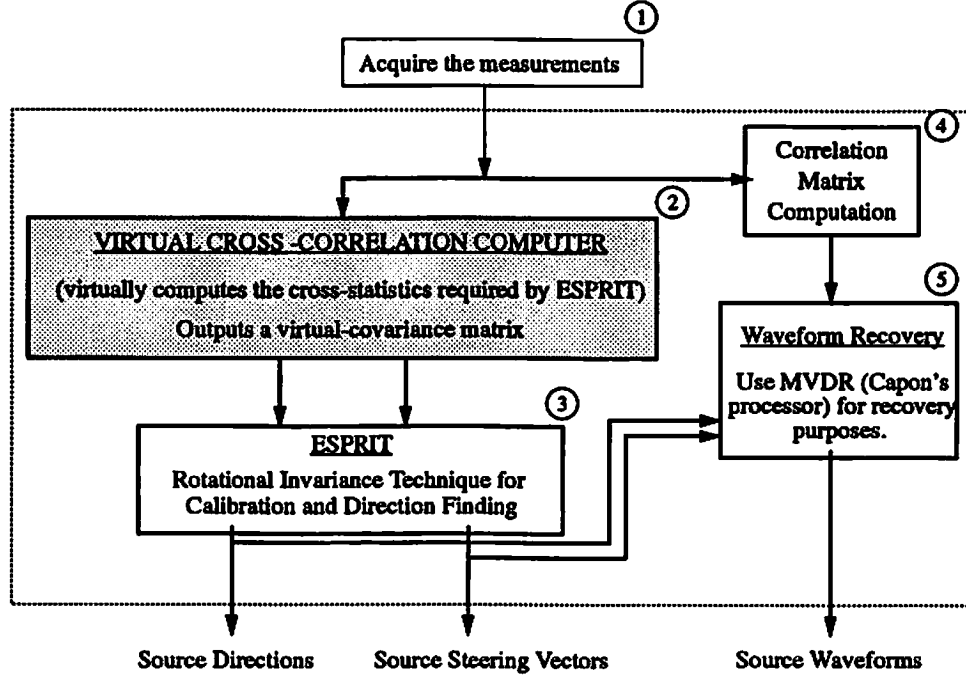 1
Acquire the measurements
4
Correlation
Matrix
Computation
2
VIRTUAL CROSS -CORRELATION COMPUTER
(virtually computes the cross-statistics required by ESPRIT)
Outputs a virtual-covariance matrix
5
Waveform Recovery
Use MVDR (Capon's
processor) for recovery
purposes.
3
ESPRIT
Rotational Invariance Technique for
Calibration and Direction Finding
Source Directions
Source Steering Vectors
Source Waveforms